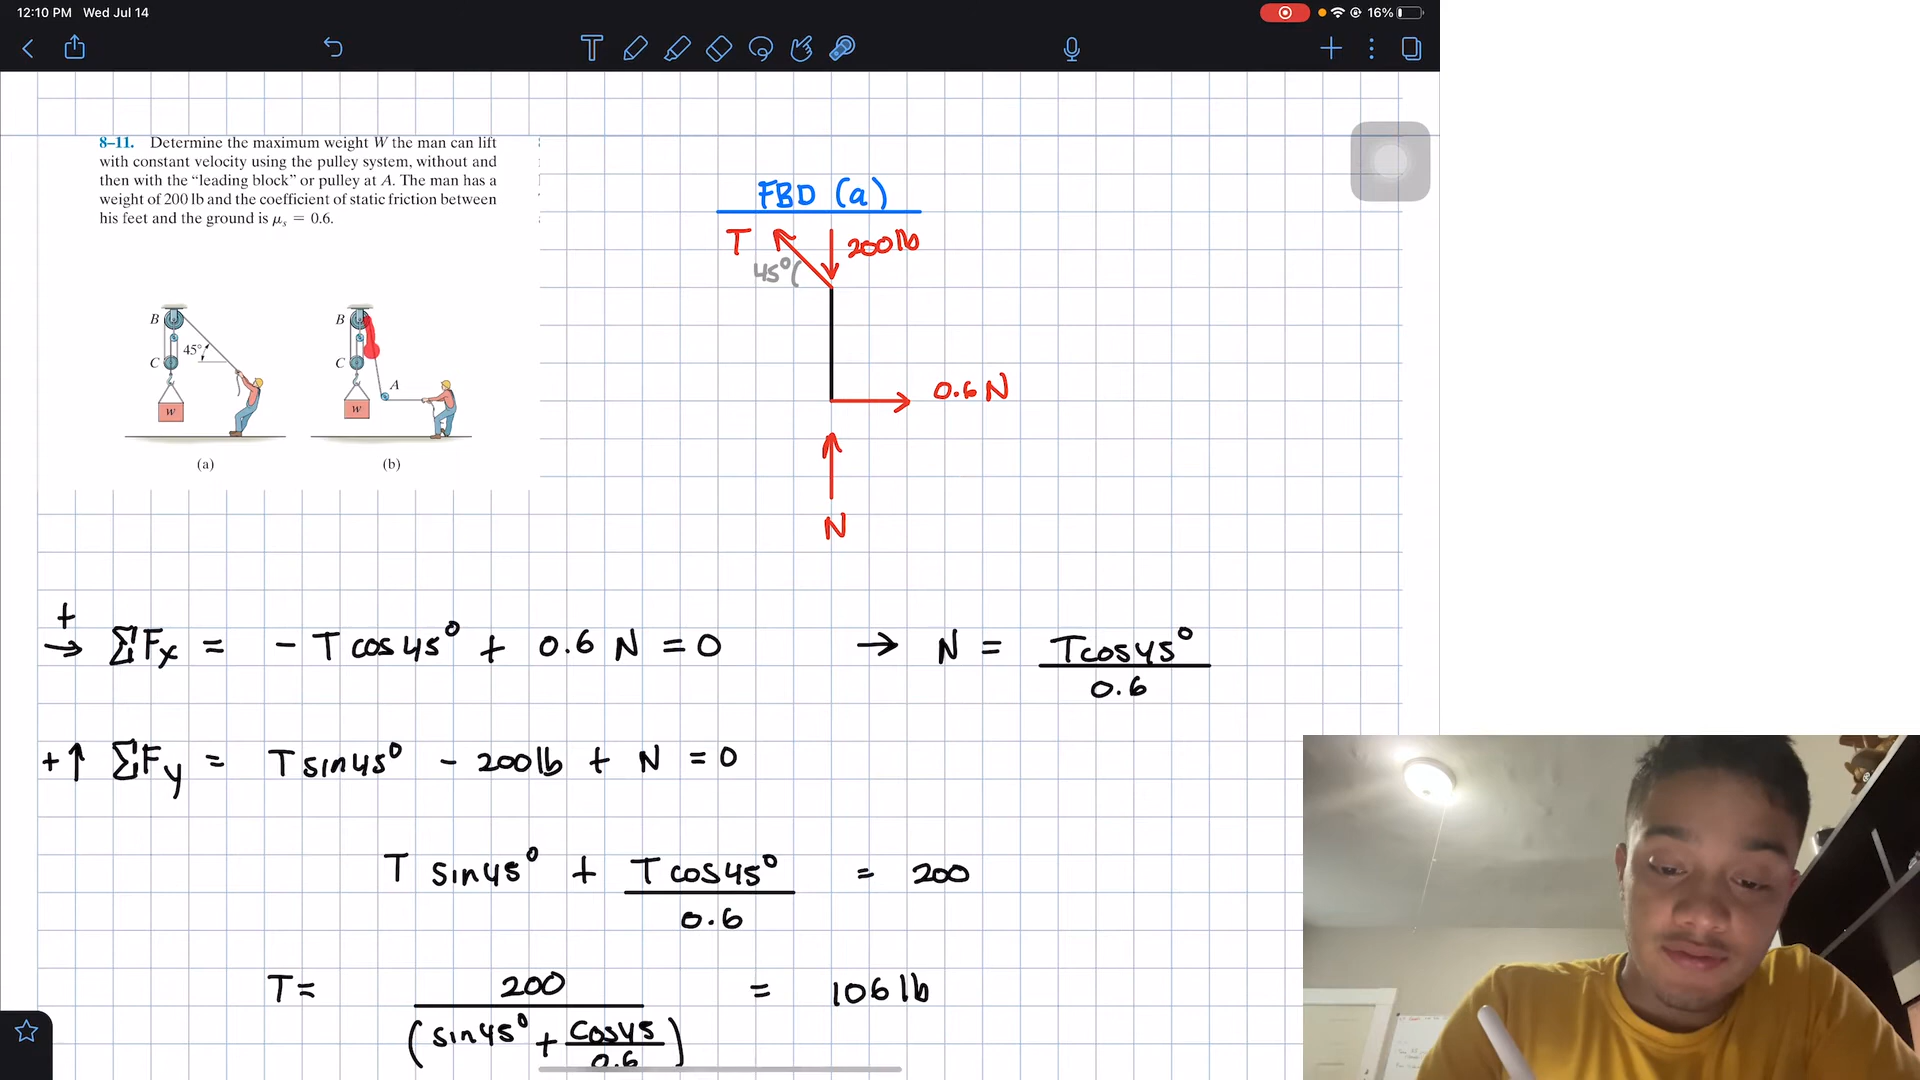 12:10 PM Wed Jul 14
16%
8–11. Determine the maximum weight W the man can lift
with constant velocity using the pulley system, without and
then with the “leading block” or pulley at A. The man has a
weight of 200 lb and the coefficient of static friction between
his feet and the ground is μs = 0.6.
B
45°
C
W
(a)
B
C
A
W
(b)
FBD (a)
T
200lb
45°
0.6 N
N
+
→ ΣFx = - T cos45° + 0.6 N = 0 → N = Tcos45° / 0.6
+↑ ΣFy = Tsin45° - 200lb + N = 0
T sin45° + T cos45° / 0.6 = 200
T = 200 / (sin45° + cos45 / 0.6) = 106 lb